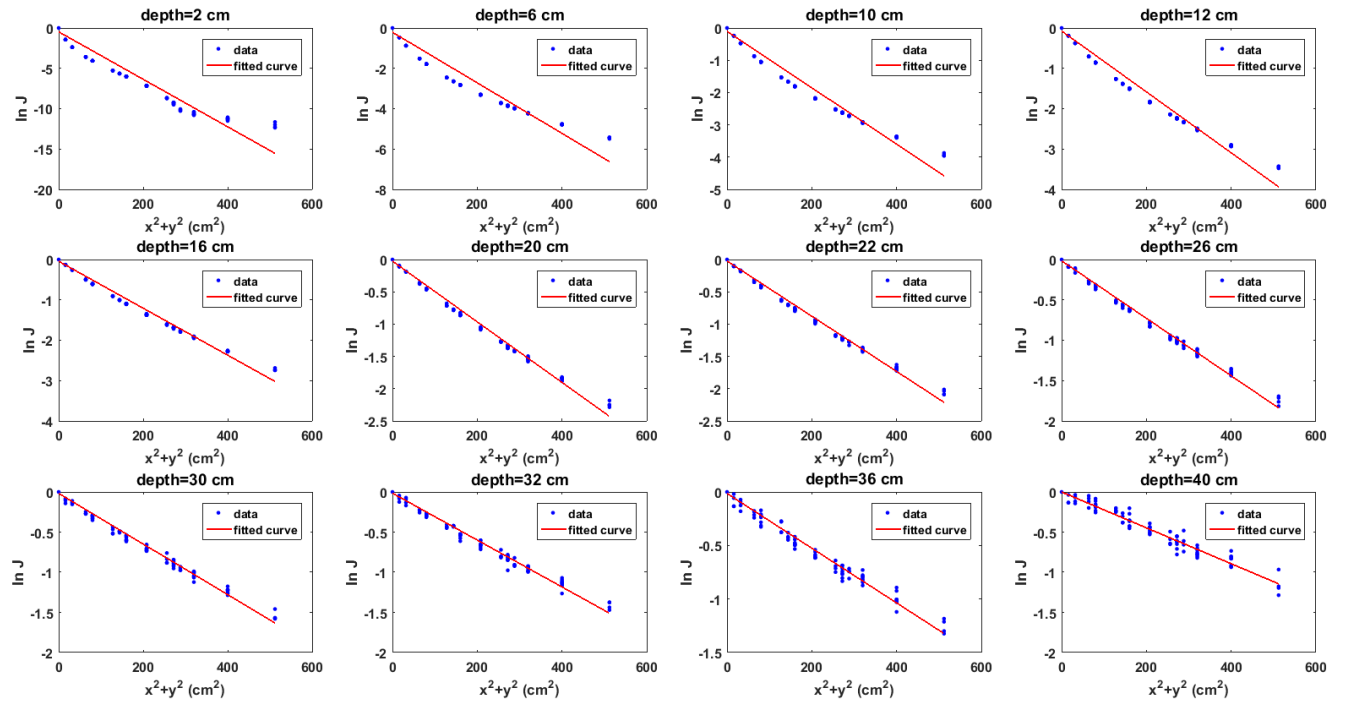 depth=2 cm
0
-5
-10
-15
-20
ln J
0 200 400 600
x²+y² (cm²)
data
fitted curve
depth=6 cm
0
-2
-4
-6
-8
ln J
0 200 400 600
x²+y² (cm²)
data
fitted curve
depth=10 cm
0
-1
-2
-3
-4
-5
ln J
0 200 400 600
x²+y² (cm²)
data
fitted curve
depth=12 cm
0
-1
-2
-3
-4
ln J
0 200 400 600
x²+y² (cm²)
data
fitted curve
depth=16 cm
0
-1
-2
-3
-4
ln J
0 200 400 600
x²+y² (cm²)
data
fitted curve
depth=20 cm
0
-0.5
-1
-1.5
-2
-2.5
ln J
0 200 400 600
x²+y² (cm²)
data
fitted curve
depth=22 cm
0
-0.5
-1
-1.5
-2
-2.5
ln J
0 200 400 600
x²+y² (cm²)
data
fitted curve
depth=26 cm
0
-0.5
-1
-1.5
-2
ln J
0 200 400 600
x²+y² (cm²)
data
fitted curve
depth=30 cm
0
-0.5
-1
-1.5
-2
ln J
0 200 400 600
x²+y² (cm²)
data
fitted curve
depth=32 cm
0
-0.5
-1
-1.5
-2
ln J
0 200 400 600
x²+y² (cm²)
data
fitted curve
depth=36 cm
0
-0.5
-1
-1.5
ln J
0 200 400 600
x²+y² (cm²)
data
fitted curve
depth=40 cm
0
-0.5
-1
-1.5
-2
ln J
0 200 400 600
x²+y² (cm²)
data
fitted curve